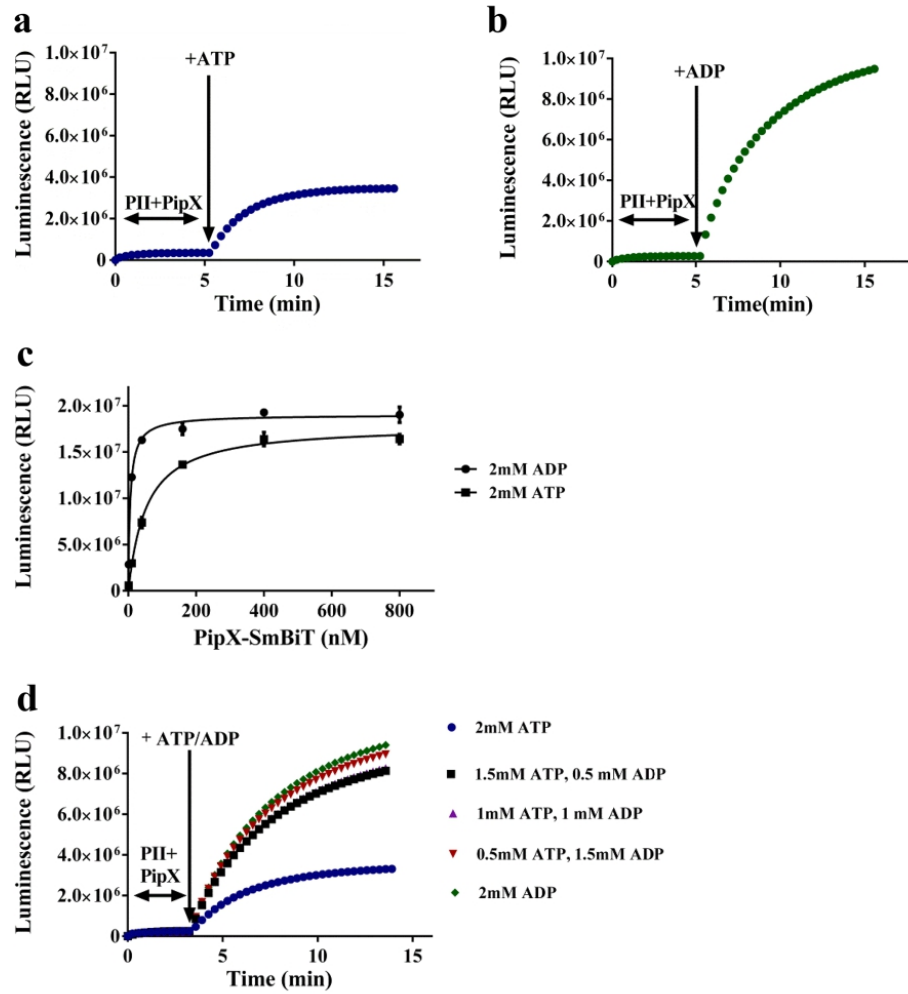 a
Luminescence (RLU)
1.0×10⁷
8.0×10⁶
6.0×10⁶
4.0×10⁶
2.0×10⁶
0
+ATP
PII+PipX
0 5 10 15
Time (min)
b
Luminescence (RLU)
1.0×10⁷
8.0×10⁶
6.0×10⁶
4.0×10⁶
2.0×10⁶
0
+ADP
PII+PipX
0 5 10 15
Time(min)
c
Luminescence (RLU)
2.0×10⁷
1.5×10⁷
1.0×10⁷
5.0×10⁶
0
0 200 400 600 800
PipX-SmBiT (nM)
2mM ADP
2mM ATP
d
Luminescence (RLU)
1.0×10⁷
8.0×10⁶
6.0×10⁶
4.0×10⁶
2.0×10⁶
0
+ ATP/ADP
PII+
PipX
0 5 10 15
Time (min)
2mM ATP
1.5mM ATP, 0.5 mM ADP
1mM ATP, 1 mM ADP
0.5mM ATP, 1.5mM ADP
2mM ADP